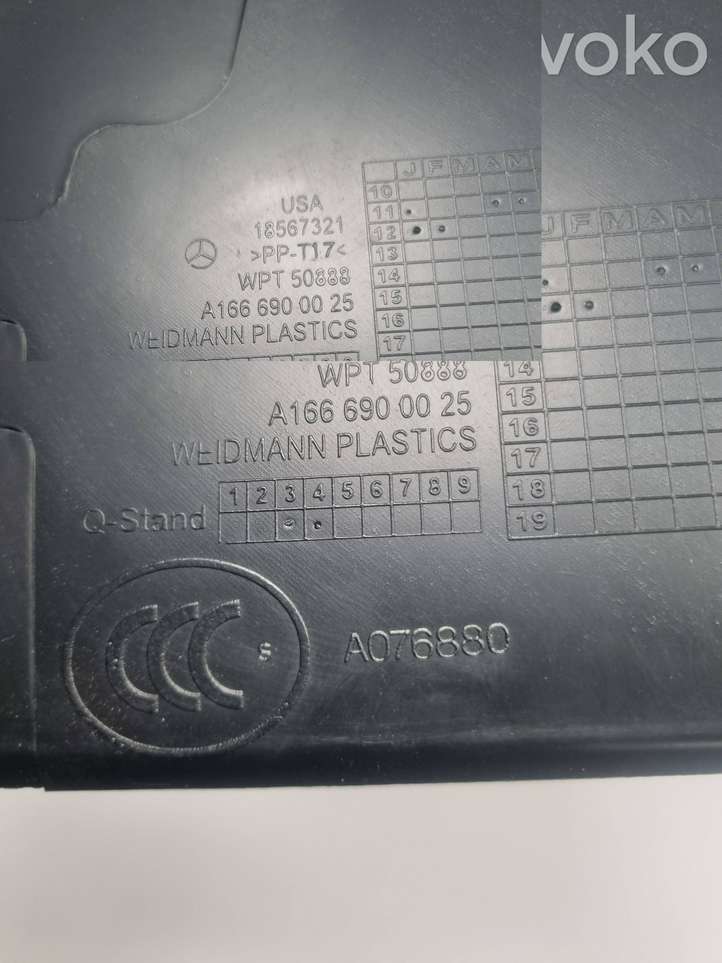 voko
J F M A M
10
11
12
13
14
15
16
17
USA
18567321
>PP-T17<
WPT 50888
A166 690 00 25
WEIDMANN PLASTICS
J F M A M
WPT 50888
A166 690 00 25
WEIDMANN PLASTICS
14
15
16
17
18
19
1 2 3 4 5 6 7 8 9
Q-Stand
CCC S
A076880